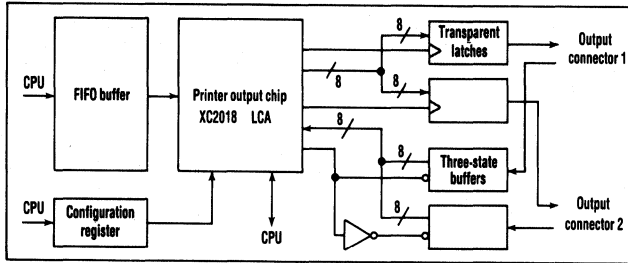 CPU
FIFO buffer
Printer output chip
XC2018 LCA
8
8
8
8
8
8
Transparent
latches
Output
connector 1
Three-state
buffers
CPU
Configuration
register
CPU
Output
connector 2